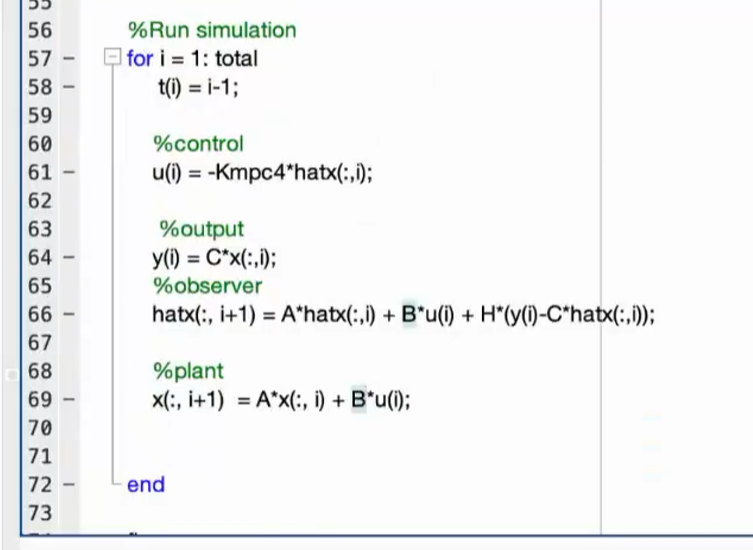 55
56 %Run simulation
57 – for i = 1: total
58 – t(i) = i-1;
59
60 %control
61 – u(i) = -Kmpc4*hatx(:,i);
62
63 %output
64 – y(i) = C*x(:,i);
65 %observer
66 – hatx(:, i+1) = A*hatx(:,i) + B*u(i) + H*(y(i)-C*hatx(:,i));
67
68 %plant
69 – x(:, i+1)  = A*x(:, i) + B*u(i);
70
71
72 – end
73